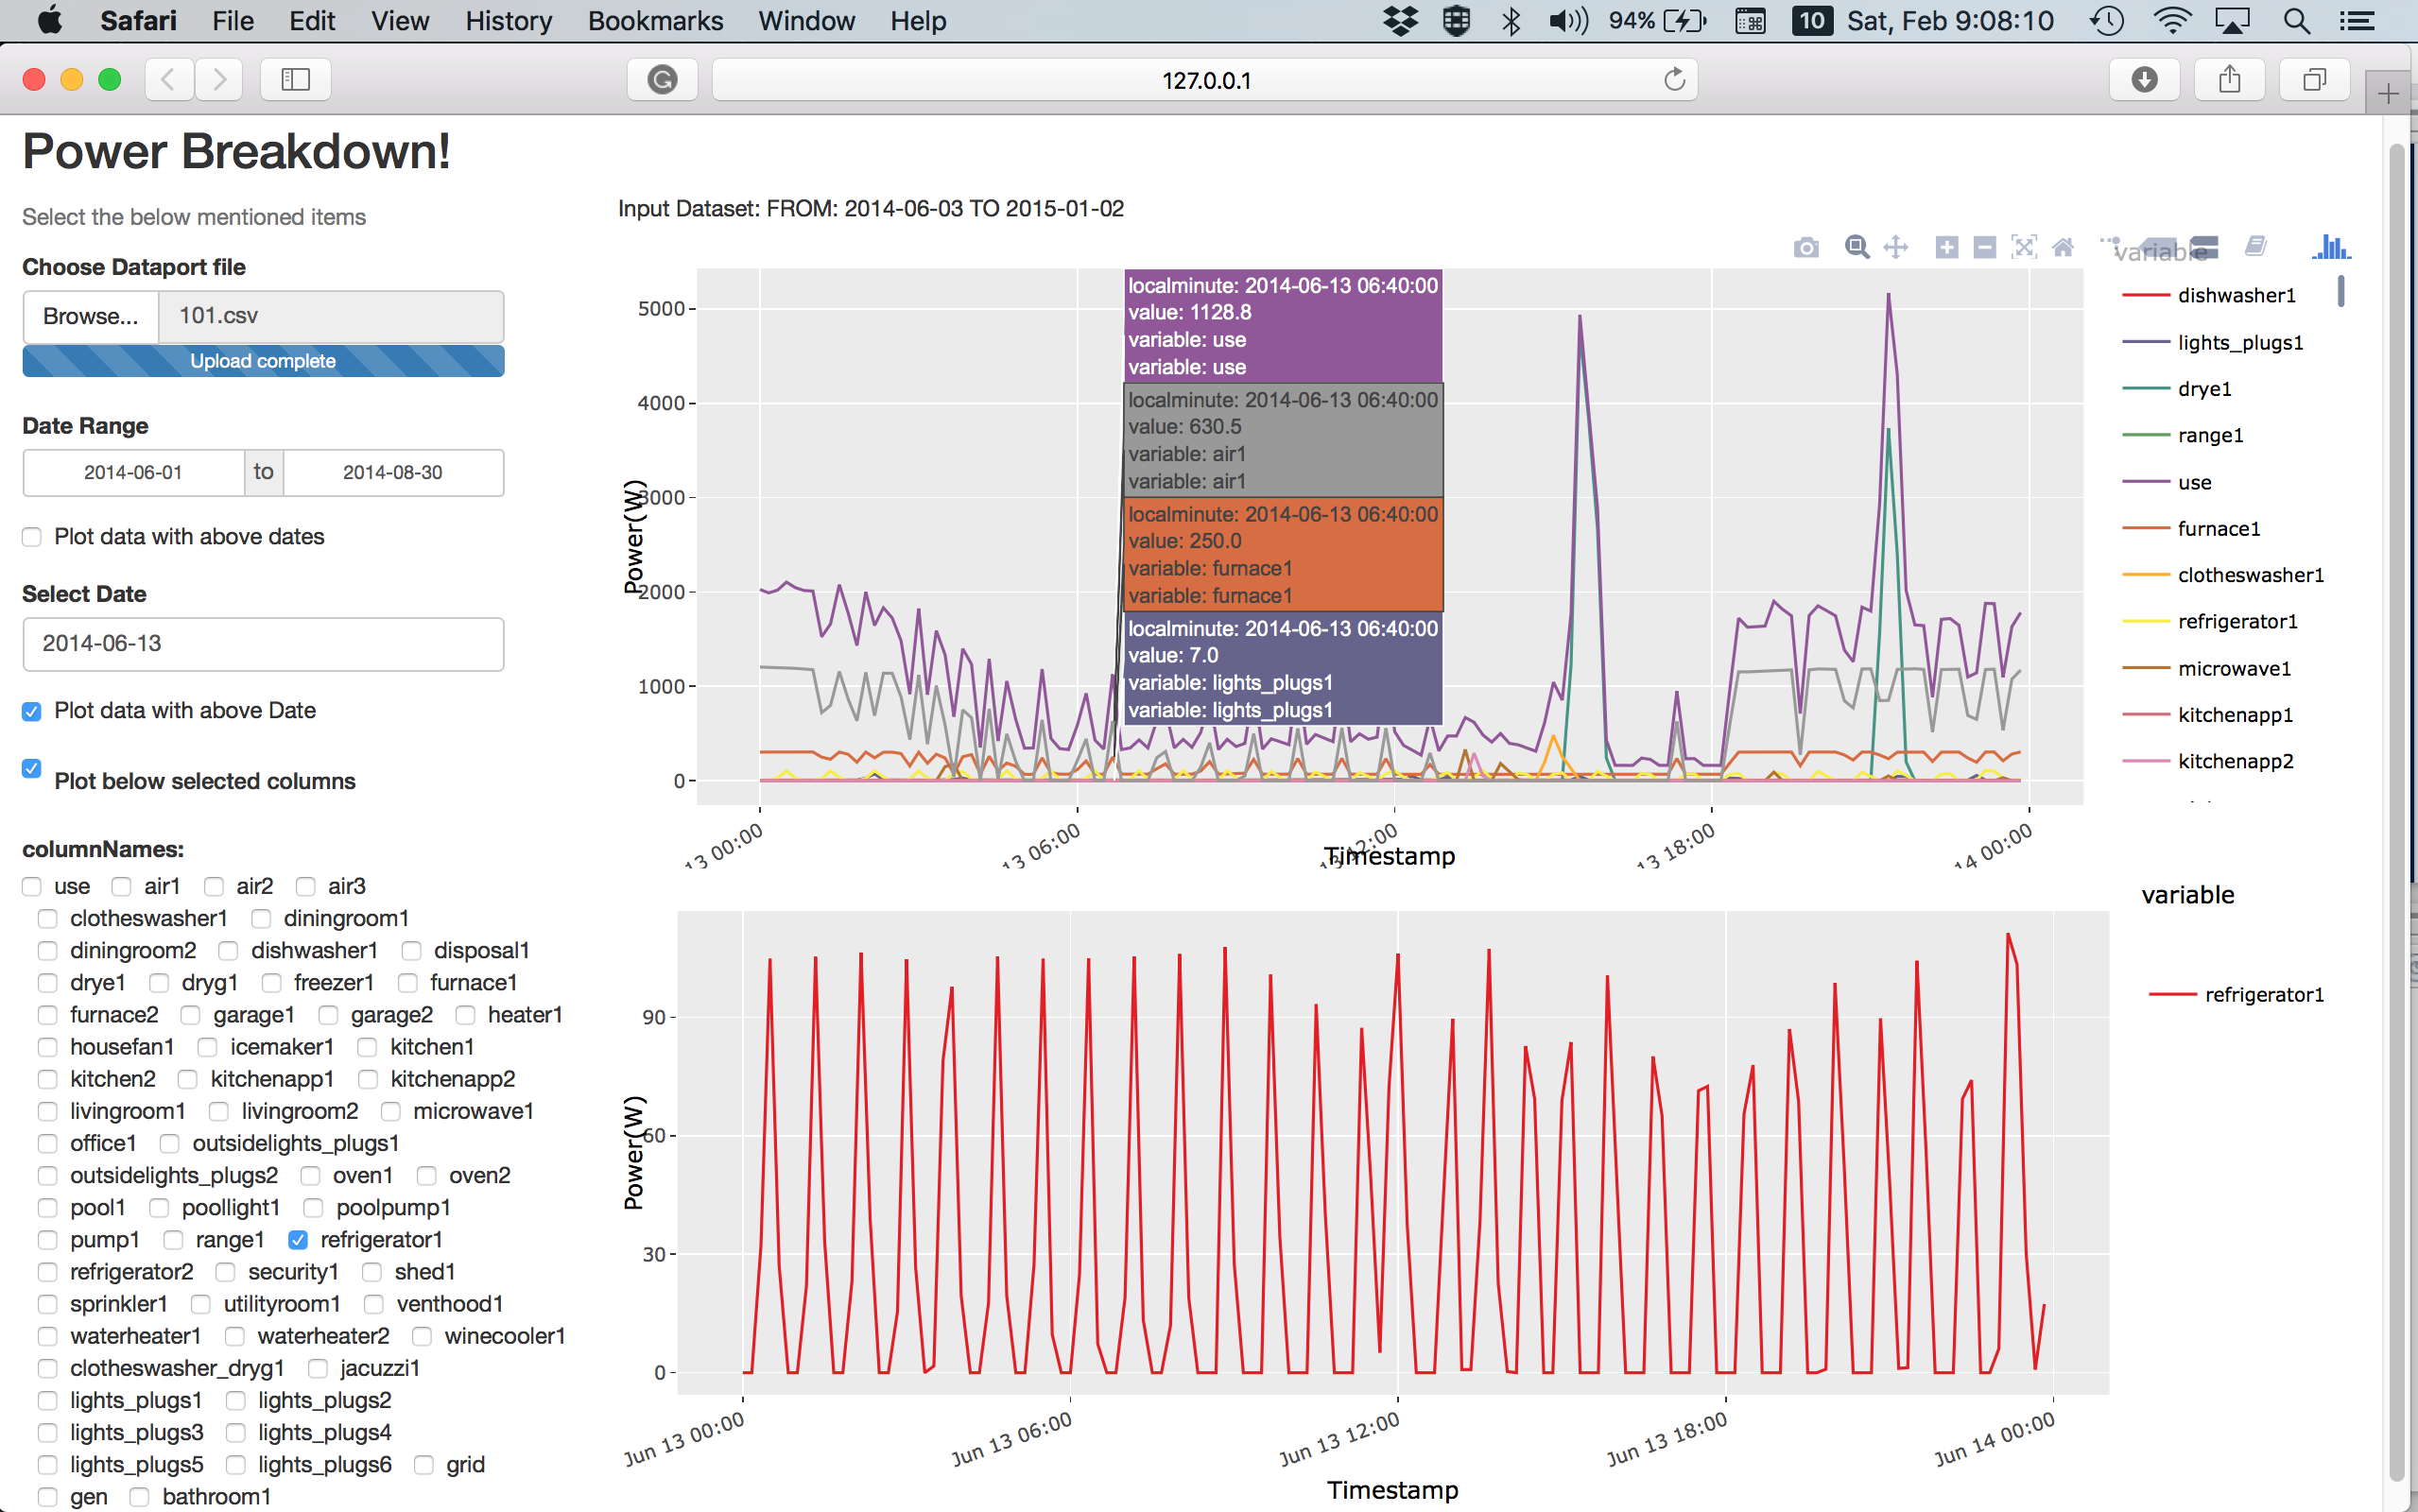 Safari File Edit View History Bookmarks Window Help 94% 10 Sat, Feb 9:08:10
127.0.0.1
Power Breakdown!
Select the below mentioned items
Choose Dataport file
Browse... 101.csv
Upload complete
Date Range
2014-06-01 to 2014-08-30
Plot data with above dates
Select Date
2014-06-13
Plot data with above Date
Plot below selected columns
columnNames:
use air1 air2 air3
clotheswasher1 diningroom1
diningroom2 dishwasher1 disposal1
drye1 dryg1 freezer1 furnace1
furnace2 garage1 garage2 heater1
housefan1 icemaker1 kitchen1
kitchen2 kitchenapp1 kitchenapp2
livingroom1 livingroom2 microwave1
office1 outsidelights_plugs1
outsidelights_plugs2 oven1 oven2
pool1 poollight1 poolpump1
pump1 range1 refrigerator1
refrigerator2 security1 shed1
sprinkler1 utilityroom1 venthood1
waterheater1 waterheater2 winecooler1
clotheswasher_dryg1 jacuzzi1
lights_plugs1 lights_plugs2
lights_plugs3 lights_plugs4
lights_plugs5 lights_plugs6 grid
gen bathroom1
Input Dataset: FROM: 2014-06-03 TO 2015-01-02
variable
5000
4000
3000
2000
1000
0
Power(W)
localminute: 2014-06-13 06:40:00
value: 1128.8
variable: use
variable: use
localminute: 2014-06-13 06:40:00
value: 630.5
variable: air1
variable: air1
localminute: 2014-06-13 06:40:00
value: 250.0
variable: furnace1
variable: furnace1
localminute: 2014-06-13 06:40:00
value: 7.0
variable: lights_plugs1
variable: lights_plugs1
dishwasher1
lights_plugs1
drye1
range1
use
furnace1
clotheswasher1
refrigerator1
microwave1
kitchenapp1
kitchenapp2
13 00:00 13 06:00 13 12:00 13 18:00 14 00:00
Timestamp
variable
refrigerator1
90
60
30
0
Power(W)
Jun 13 00:00 Jun 13 06:00 Jun 13 12:00 Jun 13 18:00 Jun 14 00:00
Timestamp